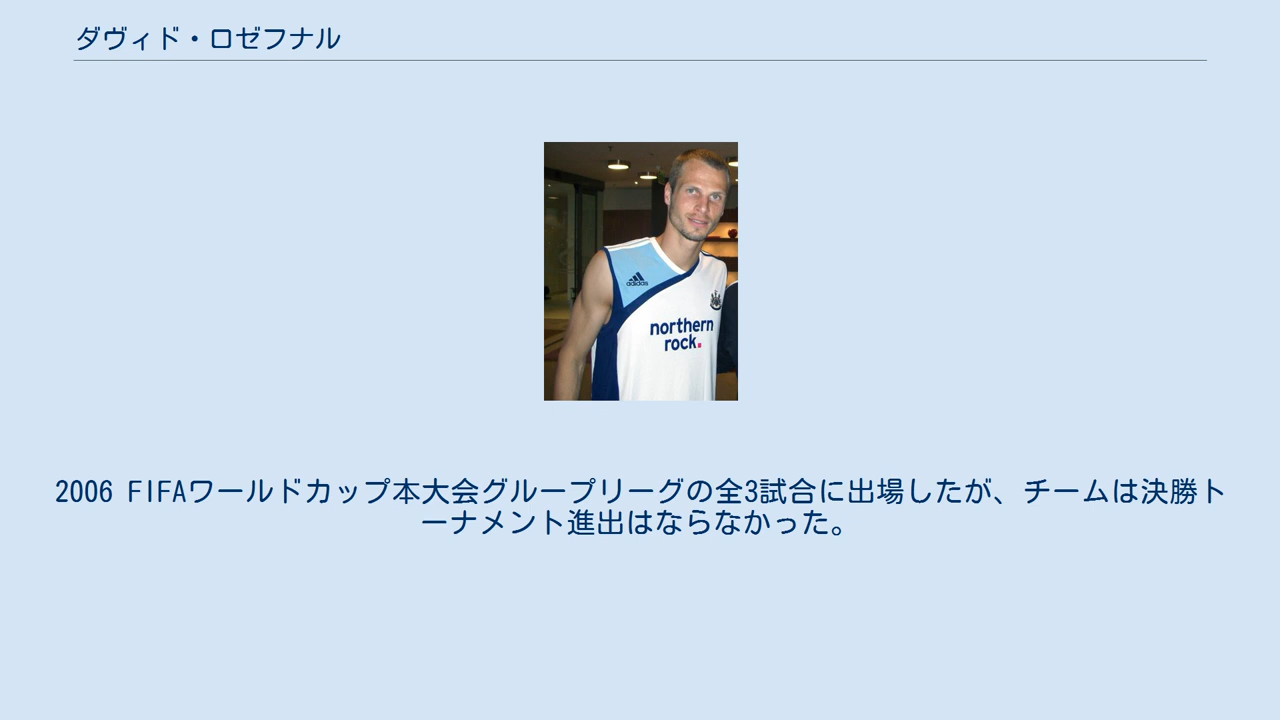 ダヴィド・ロゼフナル
adidas
northern
rock.
2006 FIFAワールドカップ本大会グループリーグの全3試合に出場したが、チームは決勝ト
ーナメント進出はならなかった。